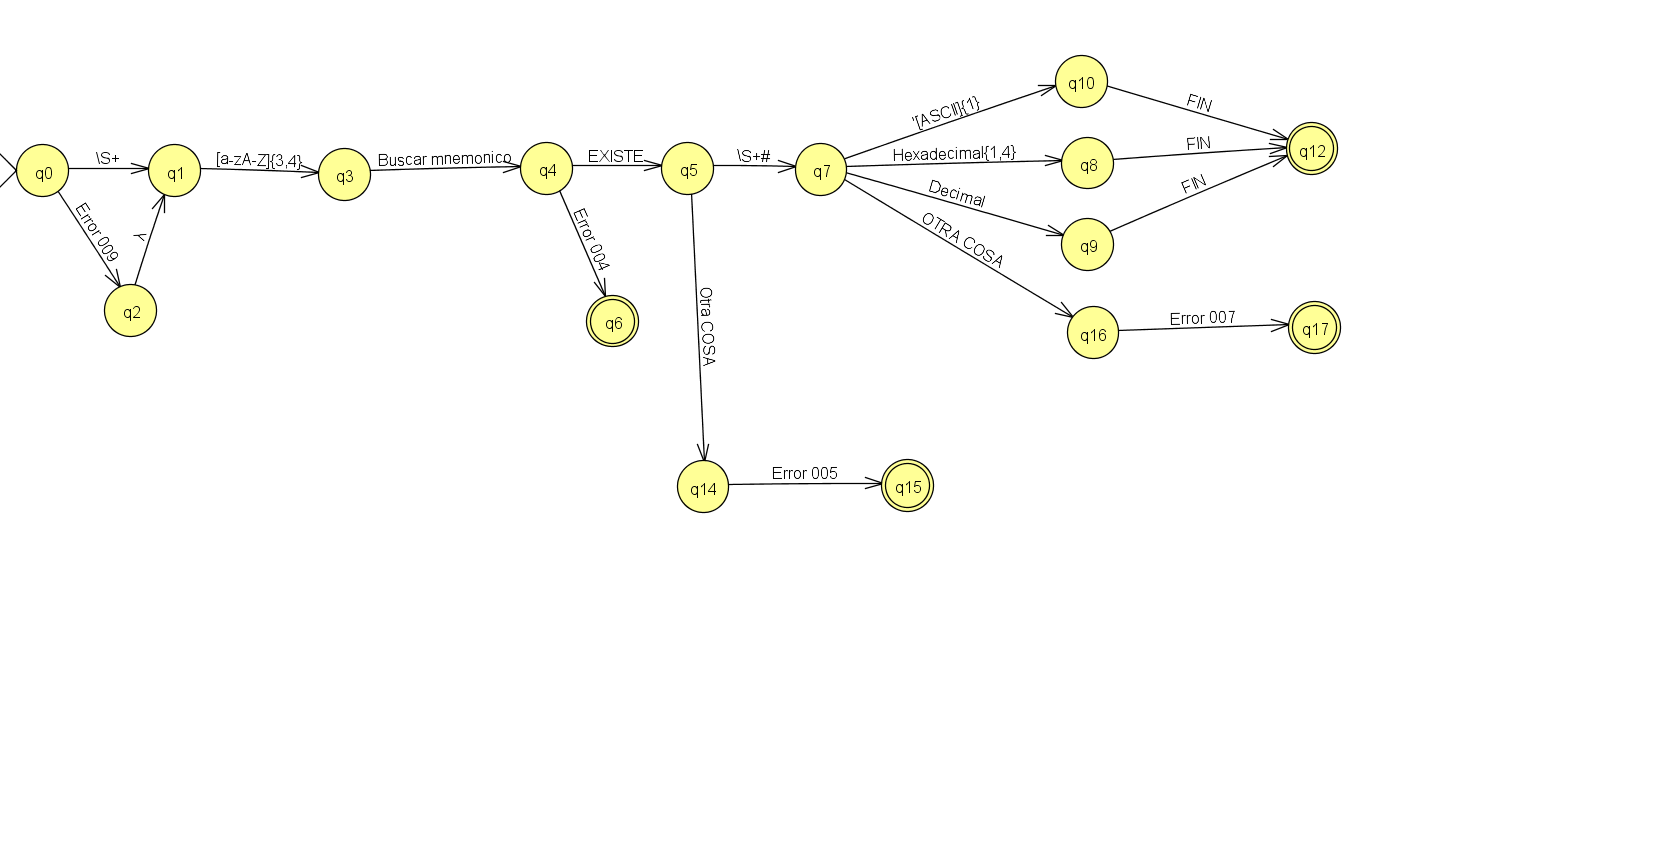 q0
\S+
q1
[a-zA-Z]{3,4}
q3
Buscar mnemonico
q4
EXISTE
q5
\S+#
q7
'[ASCII]{1}
q10
FIN
Hexadecimal{1,4}
q8
FIN
q12
Decimal
q9
FIN
OTRA COSA
q16
Error 007
q17
Error 009
q2
Error 004
q6
Otra COSA
q14
Error 005
q15